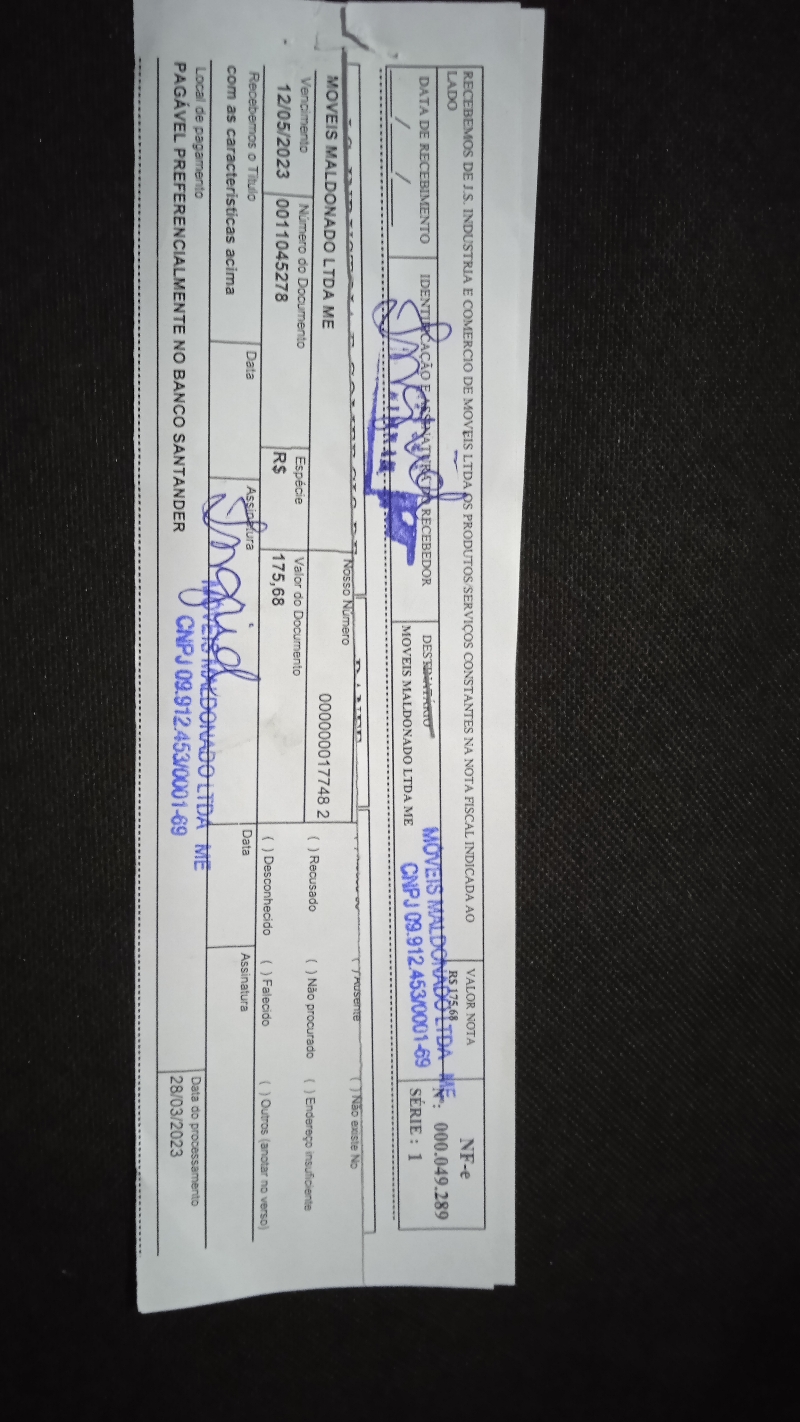 RECEBEMOS DE J.S. INDUSTRIA E COMERCIO DE MOVEIS LTDA OS PRODUTOS/SERVIÇOS CONSTANTES NA NOTA FISCAL INDICADA AO
LADO
VALOR NOTA
R$ 175,68
NF-e
Nº: 000.049.289
SÉRIE : 1
DATA DE RECEBIMENTO
/ /
IDENTIFICAÇÃO E ASSINATURA DO RECEBEDOR
Ingrid
DESTINATÁRIO
MOVEIS MALDONADO LTDA ME
MÓVEIS MALDONADO LTDA ME
CNPJ 09.912.453/0001-69
MOVEIS MALDONADO LTDA ME
Nosso Número
000000017748 2
( ) Ausente
( ) Não existe No
( ) Recusado
( ) Não procurado
( ) Endereço insuficiente
( ) Desconhecido
( ) Falecido
( ) Outros (anotar no verso)
Vencimento
12/05/2023
Número do Documento
0011045278
Espécie
R$
Valor do Documento
175,68
Recebemos o Título
com as caracteristicas acima
Data
Assinatura
Ingrid
Data
Assinatura
MÓVEIS MALDONADO LTDA ME
CNPJ 09.912.453/0001-69
Local de pagamento
PAGÁVEL PREFERENCIALMENTE NO BANCO SANTANDER
Data do processamento
28/03/2023